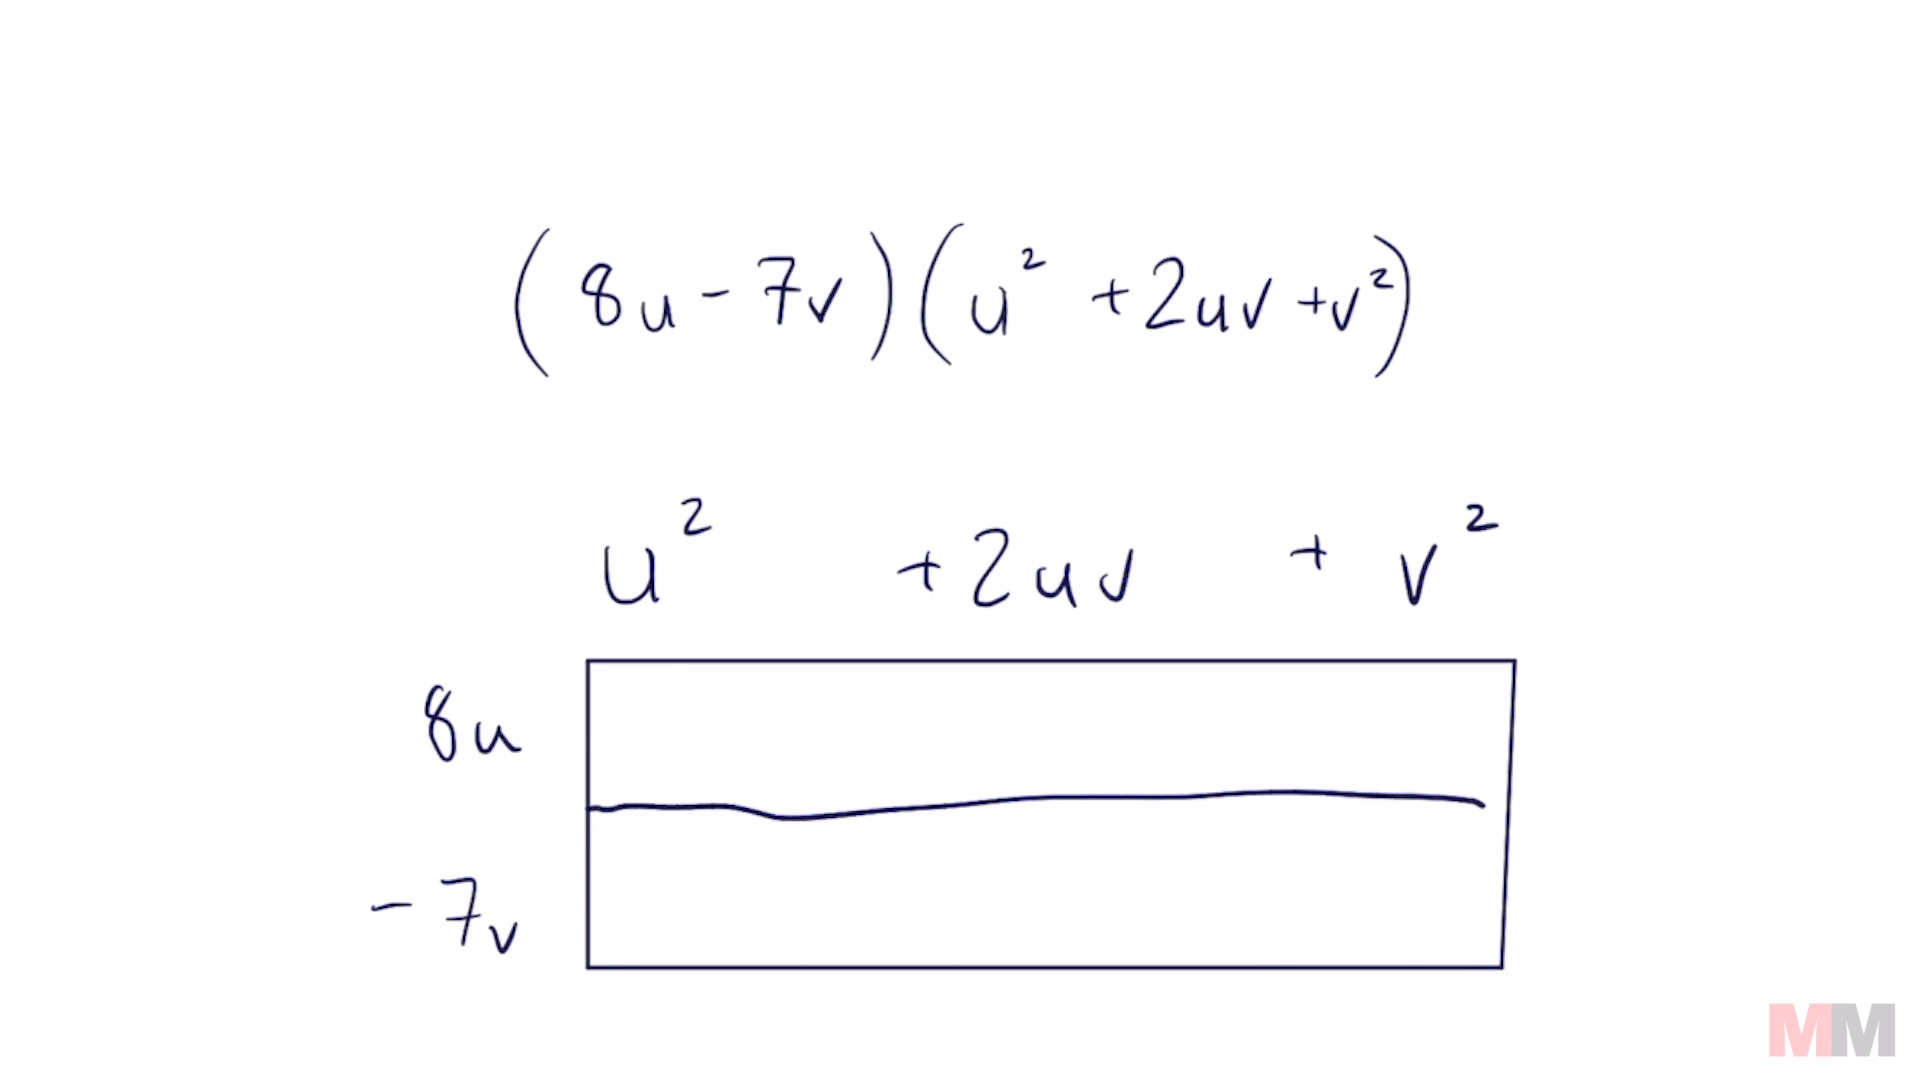 (8u - 7v)(u² + 2uv + v²)
u² + 2uv + v²
8u
- 7v
MM